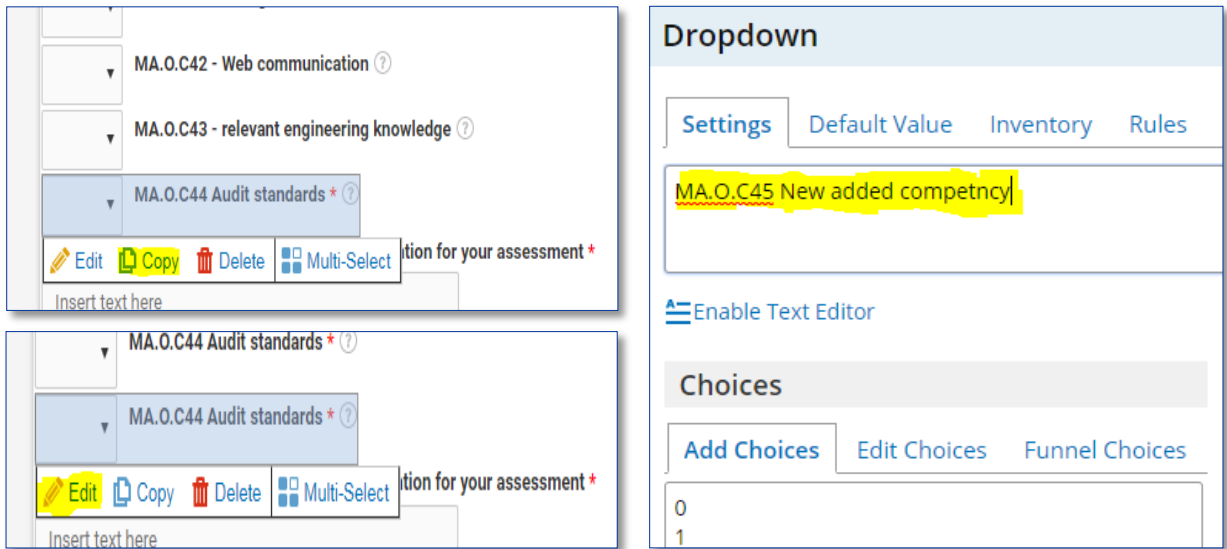 MA.O.C42 - Web communication ?
MA.O.C43 - relevant engineering knowledge ?
MA.O.C44 Audit standards * ?
Edit Copy Delete Multi-Select tion for your assessment *
Insert text here
MA.O.C44 Audit standards * ?
MA.O.C44 Audit standards * ?
Edit Copy Delete Multi-Select tion for your assessment *
Insert text here
Dropdown
Settings Default Value Inventory Rules
MA.O.C45 New added competncy
Enable Text Editor
Choices
Add Choices Edit Choices Funnel Choices
0
1